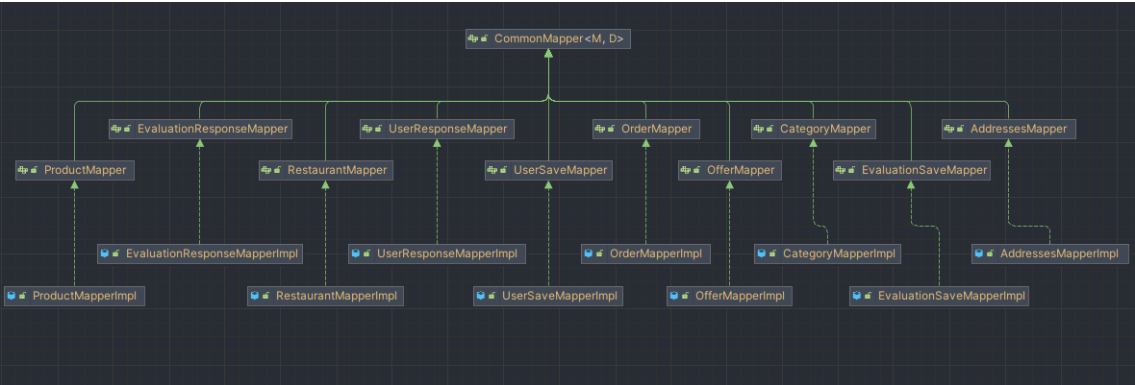 CommonMapper<M, D>
EvaluationResponseMapper
UserResponseMapper
OrderMapper
CategoryMapper
AddressesMapper
ProductMapper
RestaurantMapper
UserSaveMapper
OfferMapper
EvaluationSaveMapper
EvaluationResponseMapperImpl
UserResponseMapperImpl
OrderMapperImpl
CategoryMapperImpl
AddressesMapperImpl
ProductMapperImpl
RestaurantMapperImpl
UserSaveMapperImpl
OfferMapperImpl
EvaluationSaveMapperImpl